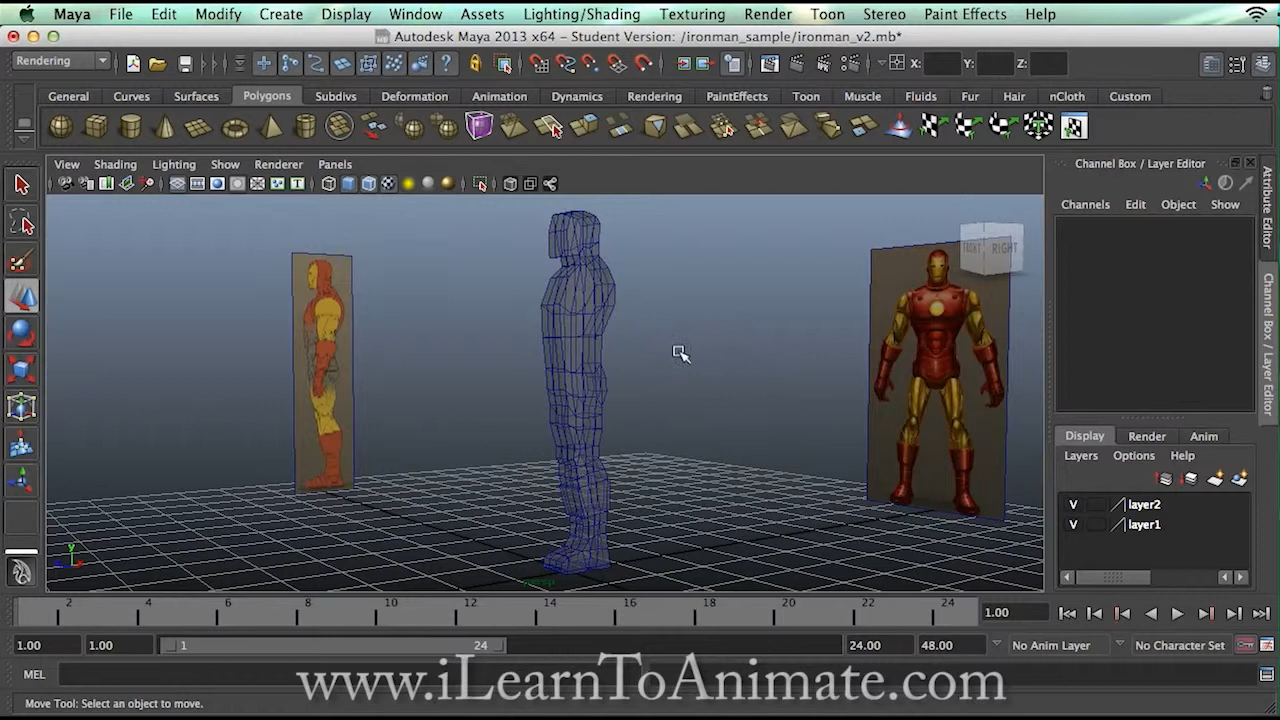 Maya File Edit Modify Create Display Window Assets Lighting/Shading Texturing Render Toon Stereo Paint Effects Help
Autodesk Maya 2013 x64 - Student Version: /ironman_sample/ironman_v2.mb*
Rendering X: Y: Z:
General Curves Surfaces Polygons Subdivs Deformation Animation Dynamics Rendering PaintEffects Toon Muscle Fluids Fur Hair nCloth Custom
View Shading Lighting Show Renderer Panels
Channel Box / Layer Editor
Channels Edit Object Show
Attribute Editor
Channel Box / Layer Editor
FRONT RIGHT
Display Render Anim
Layers Options Help
V layer2
V layer1
y
persp
2 4 6 8 10 12 14 16 18 20 22 24 1.00
1.00 1.00 1 24 24.00 48.00 No Anim Layer No Character Set
MEL
www.iLearnToAnimate.com
Move Tool: Select an object to move.